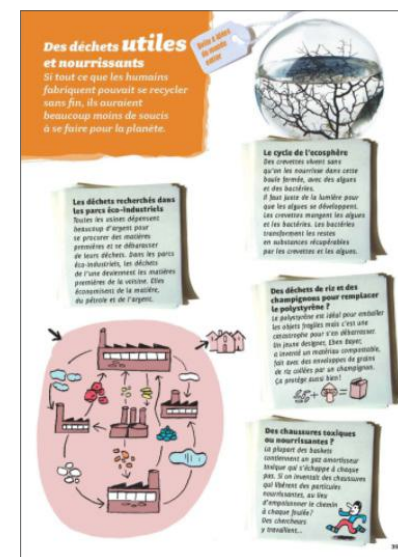 Des déchets utiles
et nourrissants
Si tout ce que les humains
fabriquent pouvait se recycler
sans fin, ils auraient
beaucoup moins de soucis
à se faire pour la planète.
Boîte à idées
du monde
entier
Le cycle de l'ecosphère
Des crevettes vivent sans
qu'on les nourrisse dans cette
boule fermée, avec des algues
et des bactéries.
Il faut juste de la lumière pour
que les algues se développent.
Les crevettes mangent les algues
et les bactéries. Les bactéries
transforment les restes
en substances récupérables
par les crevettes et les algues.
Les déchets recherchés dans
les parcs éco-industriels
Toutes les usines dépensent
beaucoup d'argent pour
se procurer des matières
premières et se débarrasser
de leurs déchets. Dans les parcs
éco-industriels, les déchets
de l'une deviennent les matières
premières de la voisine. Elles
économisent de la matière,
du pétrole et de l'argent.
Des déchets de riz et des
champignons pour remplacer
le polystyrène ?
Le polystyrène est idéal pour emballer
les objets fragiles mais c'est une
catastrophe pour s'en débarrasser.
Un jeune designer, Eben Bayer,
a inventé un matériau compostable,
fait avec des enveloppes de grains
de riz collées par un champignon.
Ça protège aussi bien !
Des chaussures toxiques
ou nourrissantes ?
La plupart des baskets
contiennent un gaz amortisseur
toxique qui s'échappe à chaque
pas. Si on inventait des chaussures
qui libèrent des particules
nourrissantes, au lieu
d'empoisonner le chemin
à chaque foulée ?
Des chercheurs
y travaillent...